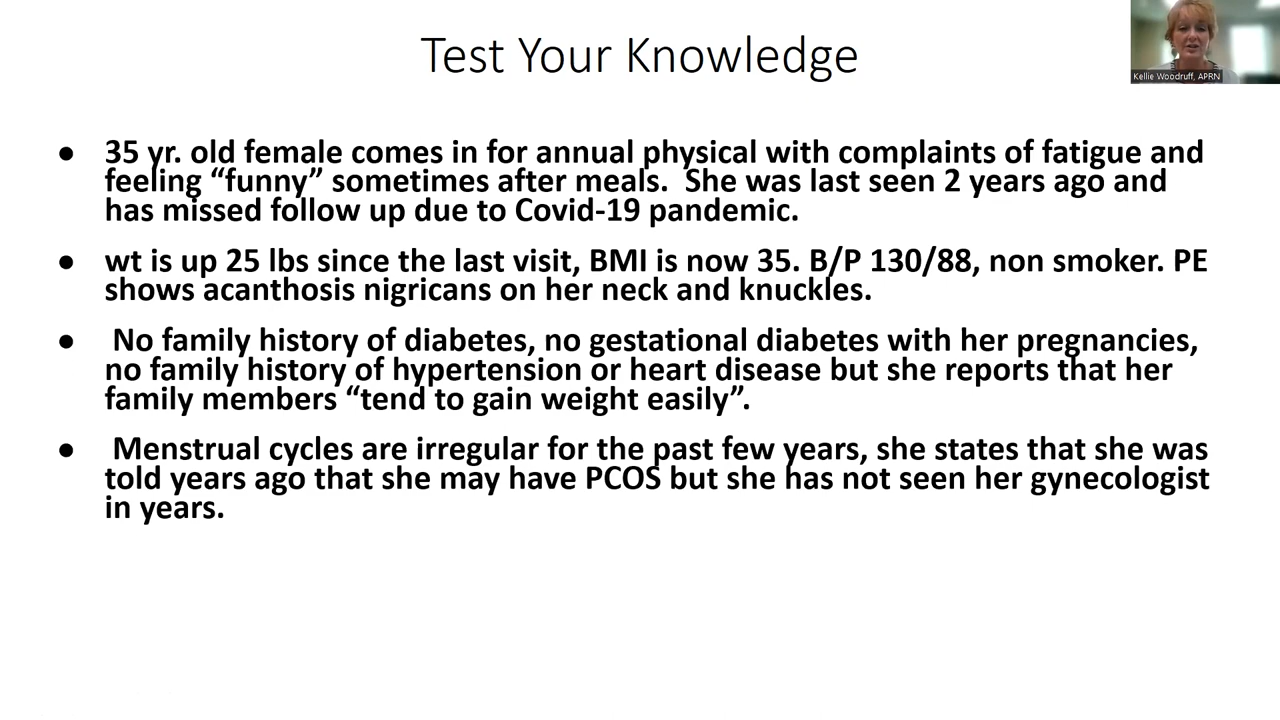 Test Your Knowledge
Kellie Woodruff, APRN
● 35 yr. old female comes in for annual physical with complaints of fatigue and
feeling “funny” sometimes after meals.  She was last seen 2 years ago and
has missed follow up due to Covid-19 pandemic.
● wt is up 25 lbs since the last visit, BMI is now 35. B/P 130/88, non smoker. PE
shows acanthosis nigricans on her neck and knuckles.
● No family history of diabetes, no gestational diabetes with her pregnancies,
no family history of hypertension or heart disease but she reports that her
family members “tend to gain weight easily”.
● Menstrual cycles are irregular for the past few years, she states that she was
told years ago that she may have PCOS but she has not seen her gynecologist
in years.